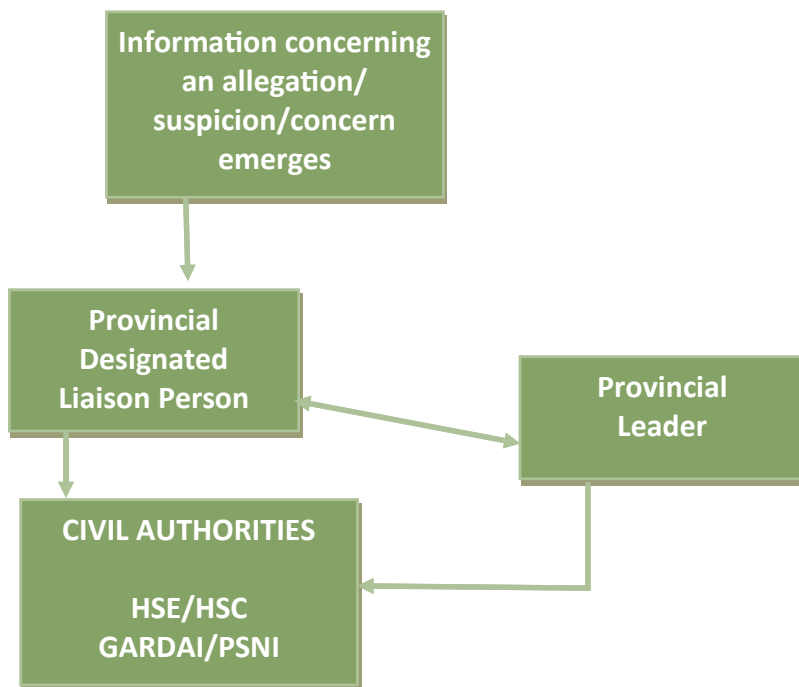 Information concerning
an allegation/
suspicion/concern
emerges
Provincial
Designated
Liaison Person
Provincial
Leader
CIVIL AUTHORITIES
HSE/HSC
GARDAI/PSNI